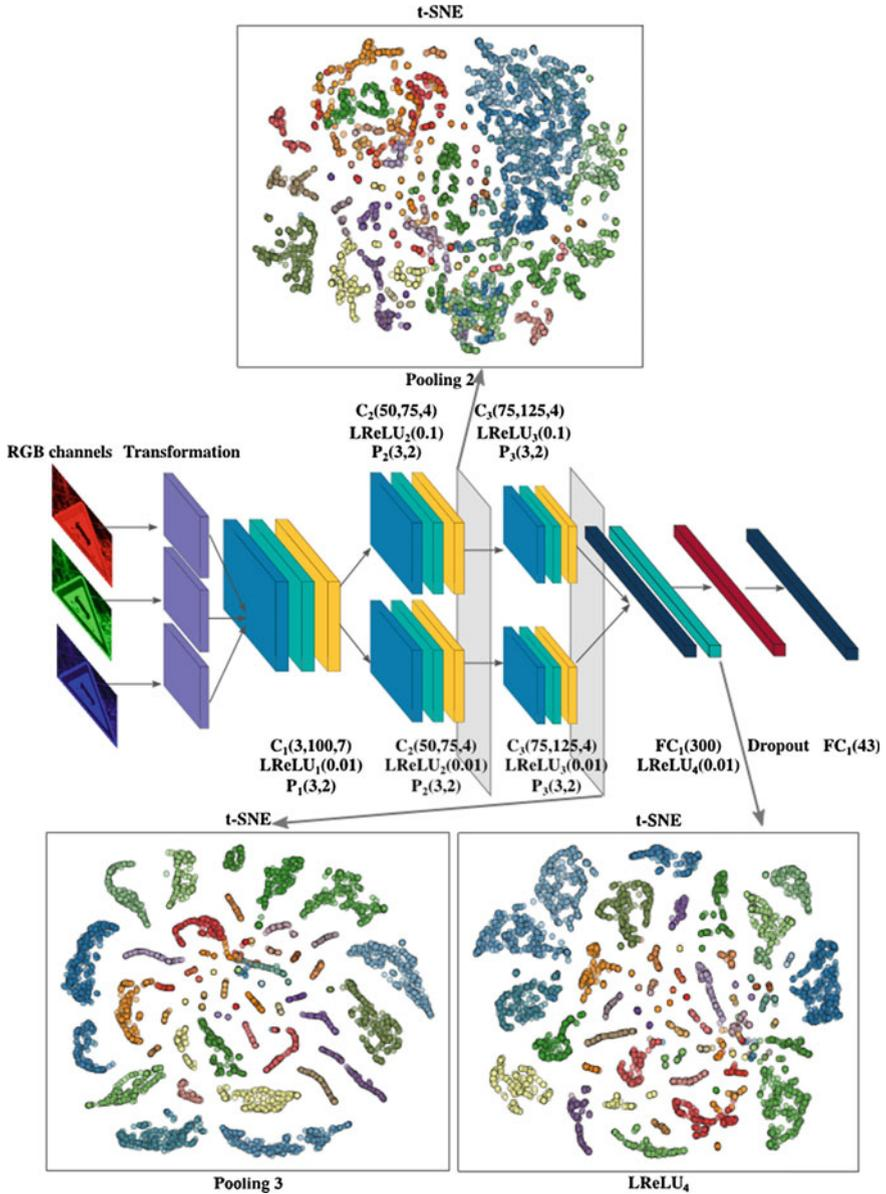 t-SNE
Pooling 2
C₂(50,75,4)
LReLU₂(0.1)
P₂(3,2)
C₃(75,125,4)
LReLU₃(0.1)
P₃(3,2)
RGB channels
Transformation
C₁(3,100,7)
LReLU₁(0.01)
P₁(3,2)
C₂(50,75,4)
LReLU₂(0.01)
P₂(3,2)
C₃(75,125,4)
LReLU₃(0.01)
P₃(3,2)
FC₁(300)
LReLU₄(0.01)
Dropout
FC₁(43)
t-SNE
t-SNE
Pooling 3
LReLU₄